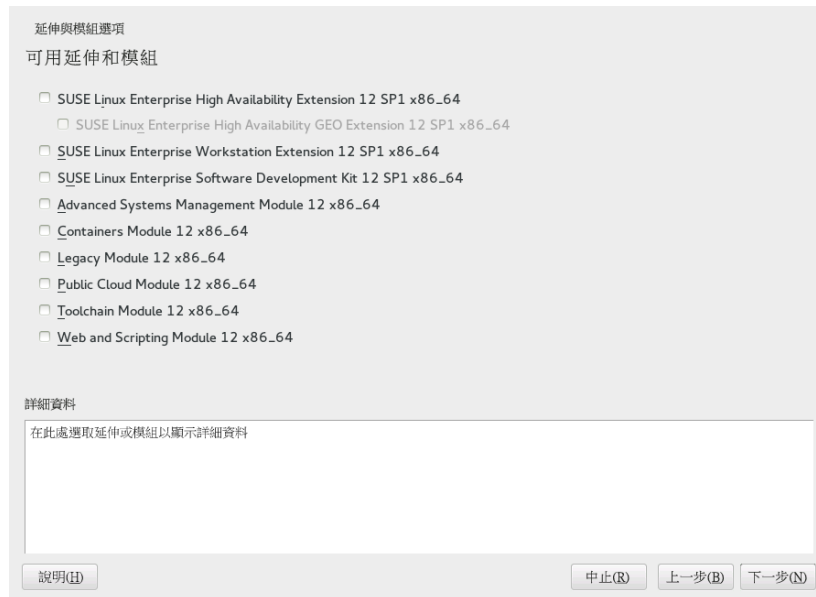 延伸與模組選項
可用延伸和模組
SUSE Linux Enterprise High Availability Extension 12 SP1 x86_64
SUSE Linux Enterprise High Availability GEO Extension 12 SP1 x86_64
SUSE Linux Enterprise Workstation Extension 12 SP1 x86_64
SUSE Linux Enterprise Software Development Kit 12 SP1 x86_64
Advanced Systems Management Module 12 x86_64
Containers Module 12 x86_64
Legacy Module 12 x86_64
Public Cloud Module 12 x86_64
Toolchain Module 12 x86_64
Web and Scripting Module 12 x86_64
詳細資料
在此處選取延伸或模組以顯示詳細資料
說明(H) 中止(R) 上一步(B) 下一步(N)